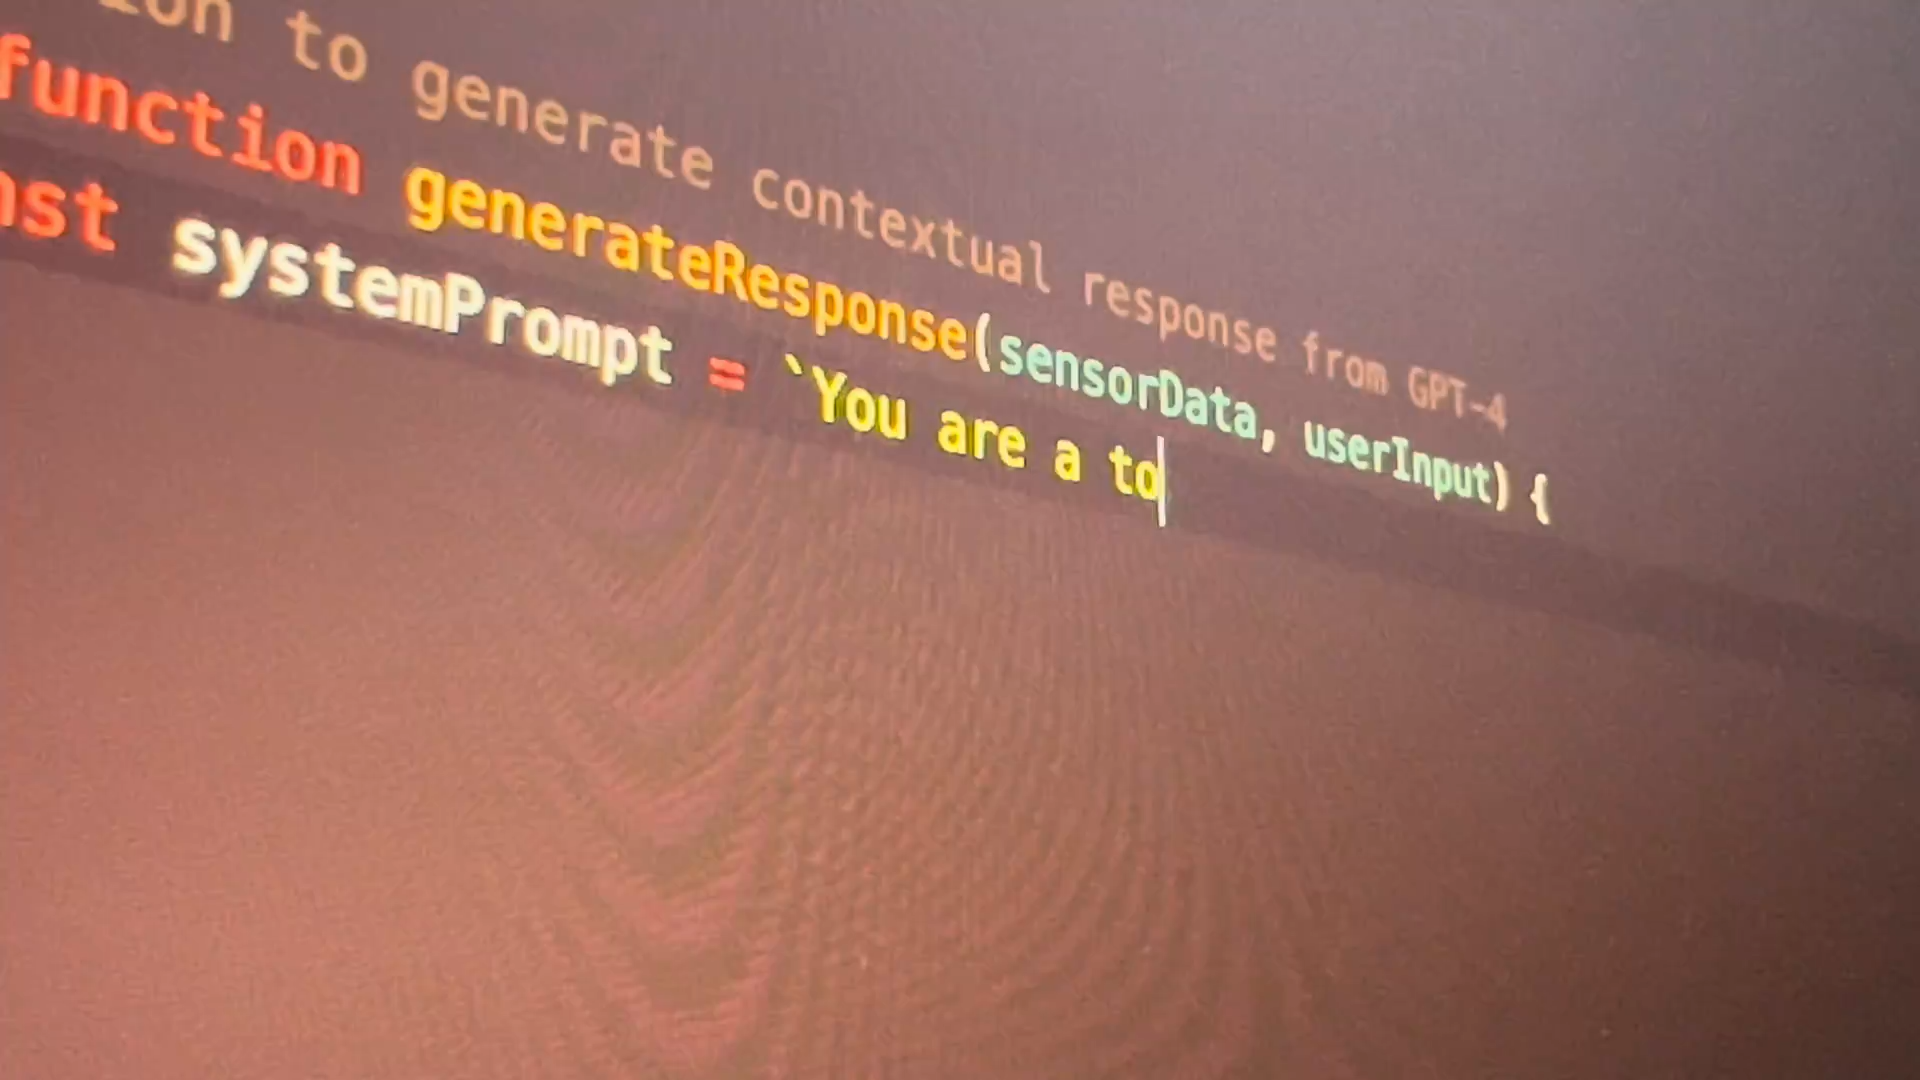 to generate contextual response from GPT-4
function generateResponse(sensorData, userInput) {
systemPrompt = `You are a to